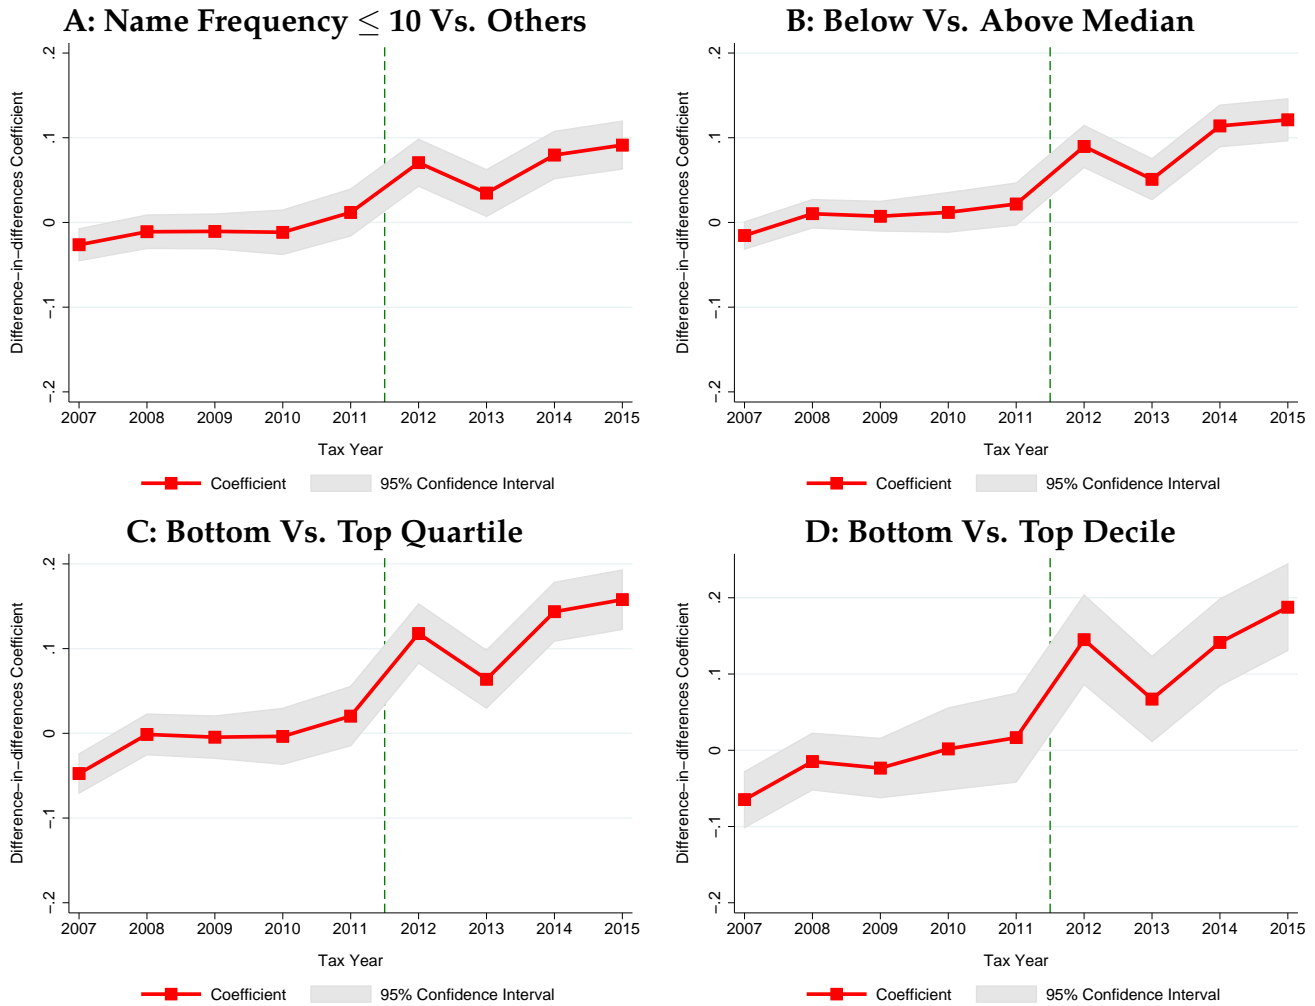 A: Name Frequency ≤ 10 Vs. Others
Difference−in−differences Coefficient
.2
.1
0
−.1
−.2
2007 2008 2009 2010 2011 2012 2013 2014 2015
Tax Year
Coefficient 95% Confidence Interval
B: Below Vs. Above Median
Difference−in−differences Coefficient
.2
.1
0
−.1
−.2
2007 2008 2009 2010 2011 2012 2013 2014 2015
Tax Year
Coefficient 95% Confidence Interval
C: Bottom Vs. Top Quartile
Difference−in−differences Coefficient
.2
.1
0
−.1
−.2
2007 2008 2009 2010 2011 2012 2013 2014 2015
Tax Year
Coefficient 95% Confidence Interval
D: Bottom Vs. Top Decile
Difference−in−differences Coefficient
.2
.1
0
−.1
−.2
2007 2008 2009 2010 2011 2012 2013 2014 2015
Tax Year
Coefficient 95% Confidence Interval